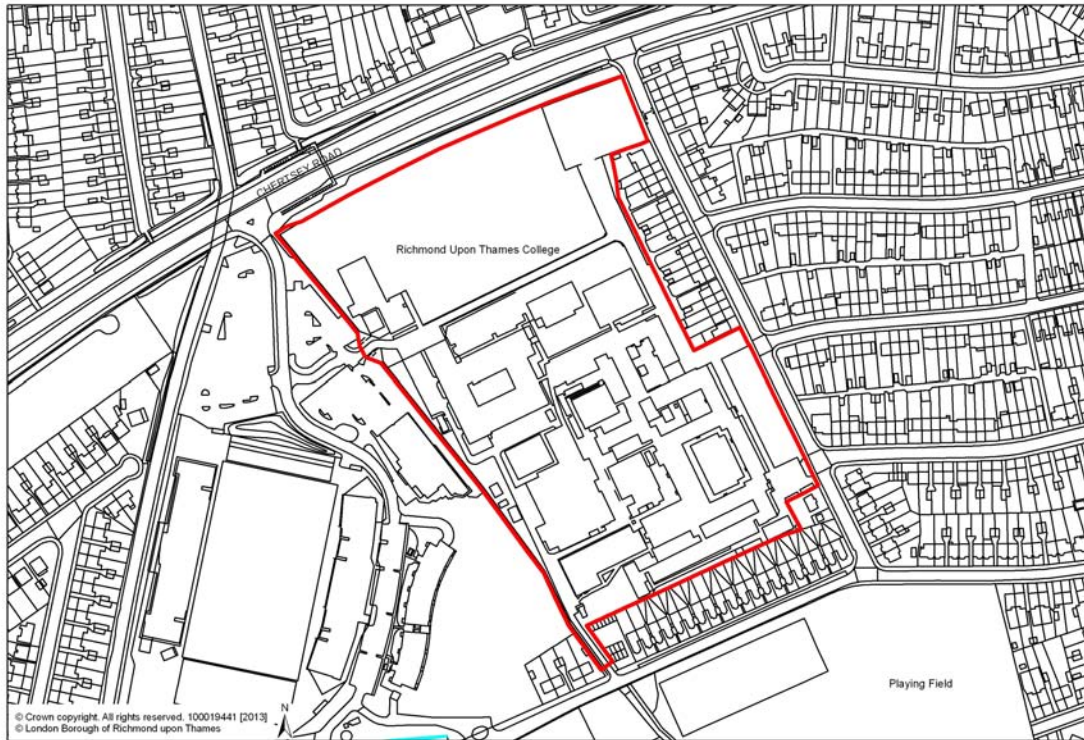 CHERTSEY ROAD
Richmond Upon Thames College
Playing Field
© Crown copyright. All rights reserved. 100019441 [2013]
© London Borough of Richmond upon Thames
N